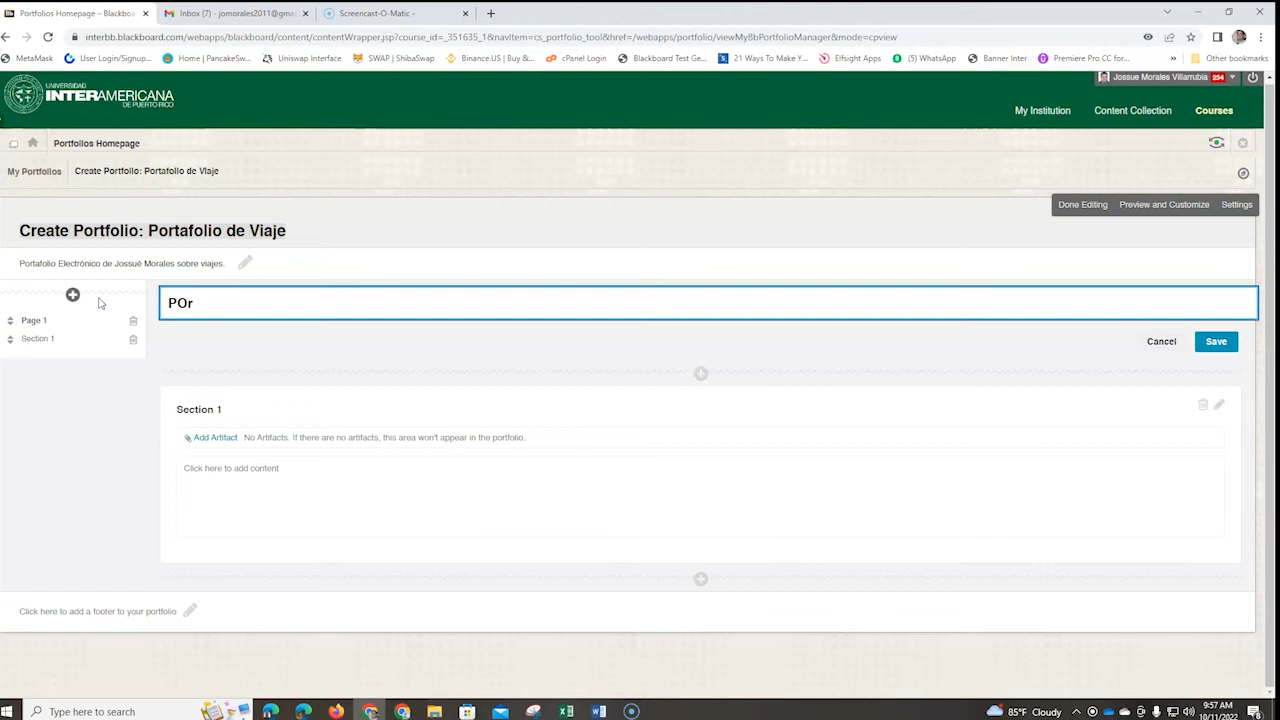 Portfolios Homepage – Blackboa
Inbox (7) - jomorales2011@gma
Screencast-O-Matic -
interbb.blackboard.com/webapps/blackboard/content/contentWrapper.jsp?course_id=_351635_1&navItem=cs_portfolio_tool&href=/webapps/portfolio/viewMyBbPortfolioManager&mode=cpview
MetaMask
User Login/Signup...
Home | PancakeSw...
Uniswap Interface
SWAP | ShibaSwap
Binance.US | Buy &...
cPanel Login
Blackboard Test Ge...
21 Ways To Make Y...
Elfsight Apps
(5) WhatsApp
Banner Inter
Premiere Pro CC for...
»
Other bookmarks
UNIVERSIDAD
INTERAMERICANA
DE PUERTO RICO
Jossue Morales Villarrubia 254
My Institution
Content Collection
Courses
Portfolios Homepage
My Portfolios
Create Portfolio: Portafolio de VIaje
Done Editing
Preview and Customize
Settings
Create Portfolio: Portafolio de Viaje
Portafolio Electrónico de Jossué Morales sobre viajes.
POr
Page 1
Section 1
Cancel
Save
Section 1
Add Artifact No Artifacts. If there are no artifacts, this area won't appear in the portfolio.
Click here to add content
Click here to add a footer to your portfolio
Type here to search
85°F Cloudy
9:57 AM
10/11/2022